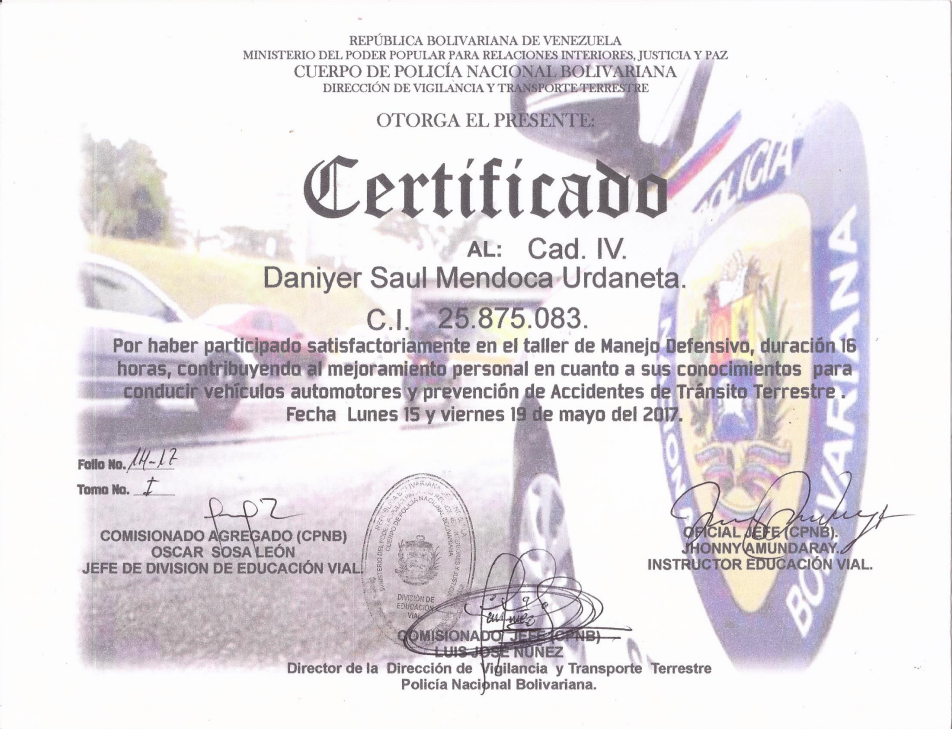 REPÚBLICA BOLIVARIANA DE VENEZUELA
MINISTERIO DEL PODER POPULAR PARA RELACIONES INTERIORES, JUSTICIA Y PAZ
CUERPO DE POLICÍA NACIONAL BOLIVARIANA
DIRECCIÓN DE VIGILANCIA Y TRANSPORTE TERRESTRE
OTORGA EL PRESENTE:
Certificado
AL: Cad. IV.
Daniyer Saul Mendoca Urdaneta.
C.I. 25.875.083.
Por haber participado satisfactoriamente en el taller de Manejo Defensivo, duración 16
horas, contribuyendo al mejoramiento personal en cuanto a sus conocimientos para
conducir vehículos automotores y prevención de Accidentes de Tránsito Terrestre .
Fecha Lunes 15 y viernes 19 de mayo del 2017.
Folio No. 14-17
Tomo No. I
COMISIONADO AGREGADO (CPNB)
OSCAR SOSA LEÓN
JEFE DE DIVISION DE EDUCACIÓN VIAL.
OFICIAL JEFE (CPNB).
JHONNY AMUNDARAY.
INSTRUCTOR EDUCACIÓN VIAL.
DIVISIÓN DE
EDUCACIÓN
VIAL
COMISIONADO JEFE (CPNB)
LUIS JOSÉ NÚÑEZ
Director de la Dirección de Vigilancia y Transporte Terrestre
Policía Nacional Bolivariana.
POLICIA
BOLIVARIANA